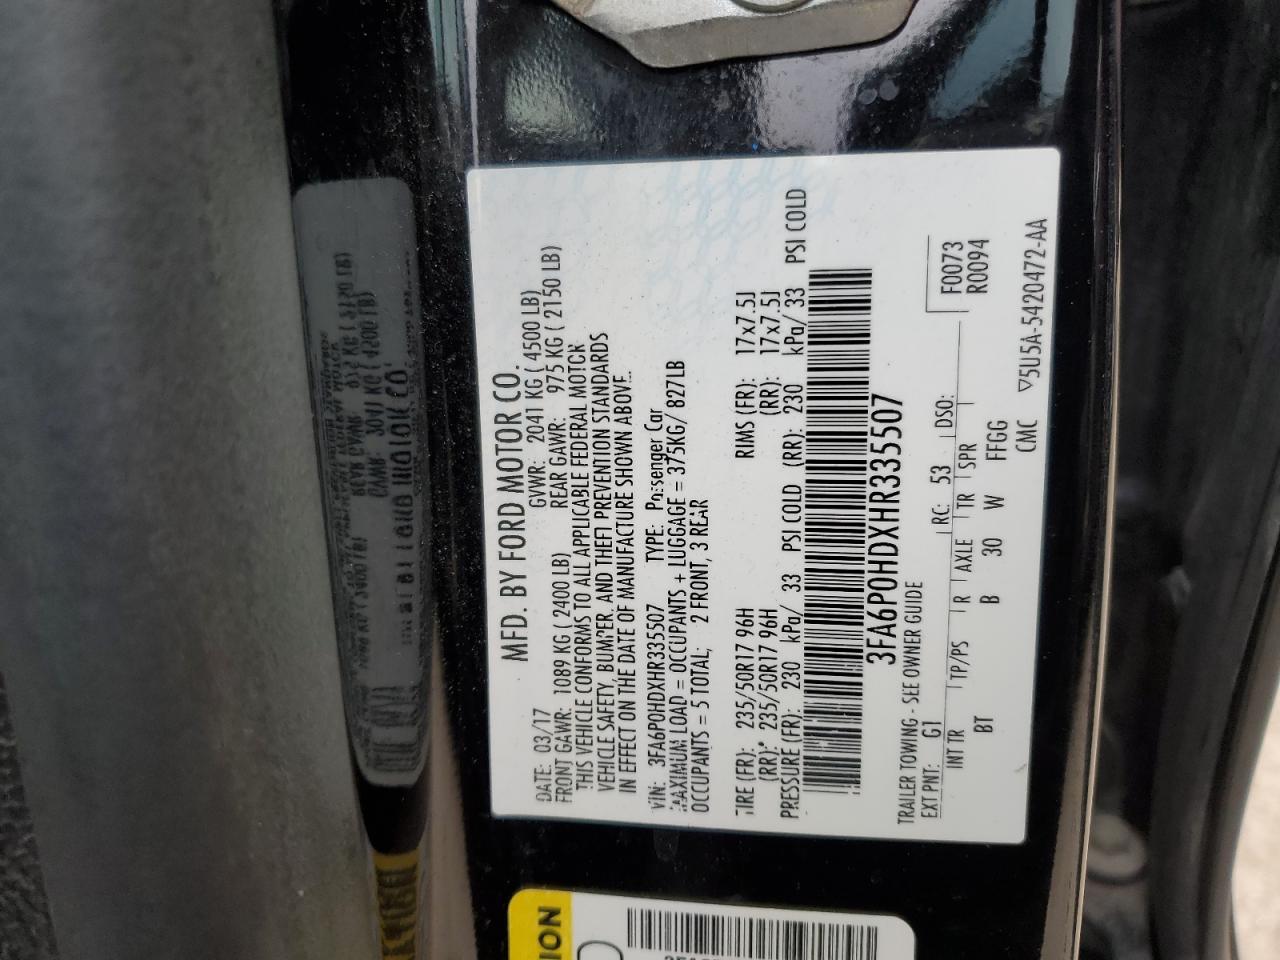 MFD. BY FORD MOTOR CO.
DATE: 03/17 GVWR: 2041 KG ( 4500 LB)
FRONT GAWR: 1089 KG ( 2400 LB) REAR GAWR: 975 KG ( 2150 LB)
THIS VEHICLE CONFORMS TO ALL APPLICABLE FEDERAL MOTOR
VEHICLE SAFETY, BUMPER, AND THEFT PREVENTION STANDARDS
IN EFFECT ON THE DATE OF MANUFACTURE SHOWN ABOVE.
VIN: 3FA6P0HDXHR335507 TYPE: Passenger Car
MAXIMUM LOAD = OCCUPANTS + LUGGAGE = 375KG/ 827LB
OCCUPANTS = 5 TOTAL; 2 FRONT, 3 REAR
TIRE (FR): 235/50R17 96H RIMS (FR): 17x7.5J
(RR): 235/50R17 96H (RR): 17x7.5J
PRESSURE (FR): 230 kPa/ 33 PSI COLD (RR): 230 kPa/ 33 PSI COLD
3FA6P0HDXHR335507
TRAILER TOWING - SEE OWNER GUIDE
EXT PNT: G1 RC: 53 DSO: F0073
INT TR TP/PS R AXLE TR SPR R0094
BT B 30 W FFGG
CMC ▽5U5A-5420472-AA
ION